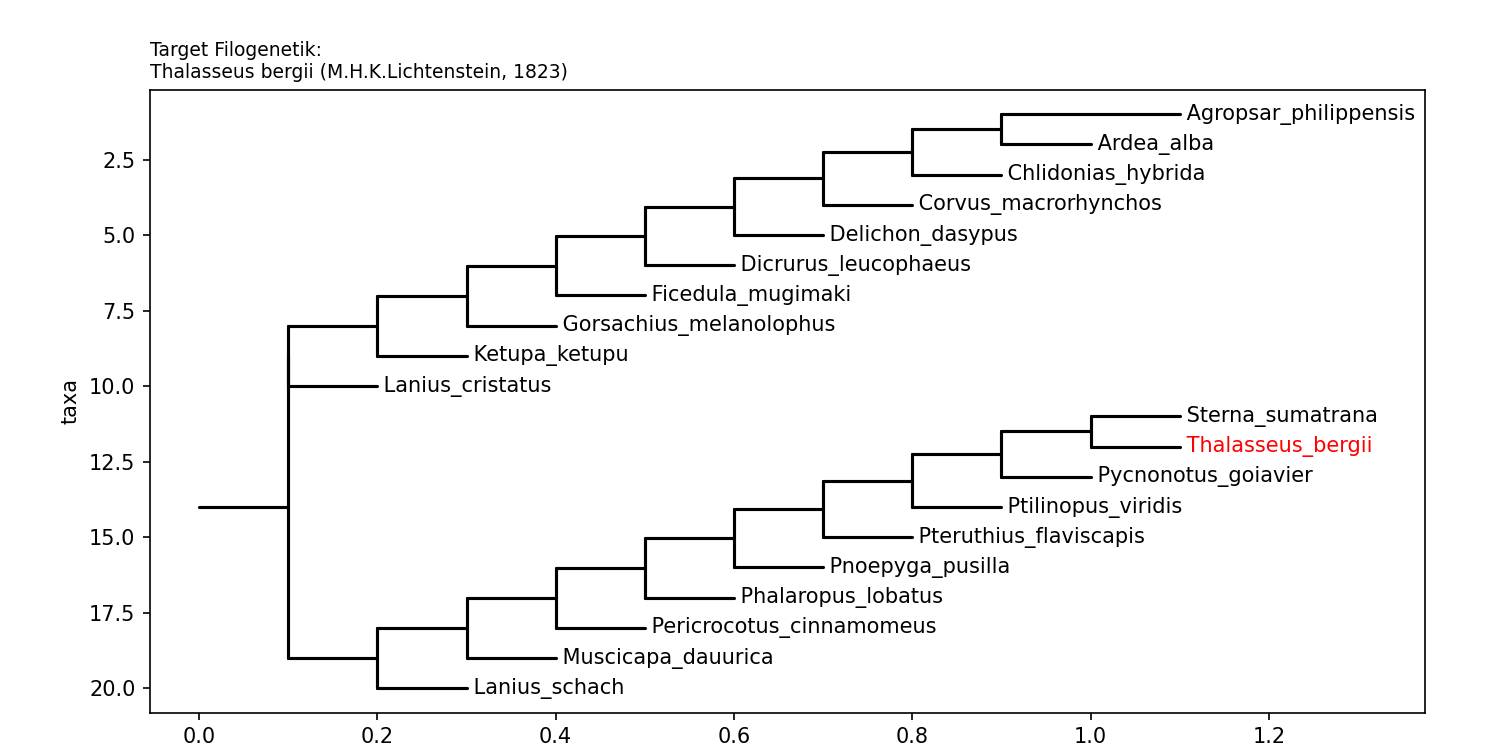 Target Filogenetik:
Thalasseus bergii (M.H.K.Lichtenstein, 1823)
Agropsar_philippensis
Ardea_alba
2.5
Chlidonias_hybrida
Corvus_macrorhynchos
5.0
Delichon_dasypus
Dicrurus_leucophaeus
Ficedula_mugimaki
7.5
Gorsachius_melanolophus
Ketupa_ketupu
10.0
Lanius_cristatus
taxa
Sterna_sumatrana
Thalasseus_bergii
12.5
Pycnonotus_goiavier
Ptilinopus_viridis
15.0
Pteruthius_flaviscapis
Pnoepyga_pusilla
Phalaropus_lobatus
17.5
Pericrocotus_cinnamomeus
Muscicapa_dauurica
20.0
Lanius_schach
0.0 0.2 0.4 0.6 0.8 1.0 1.2